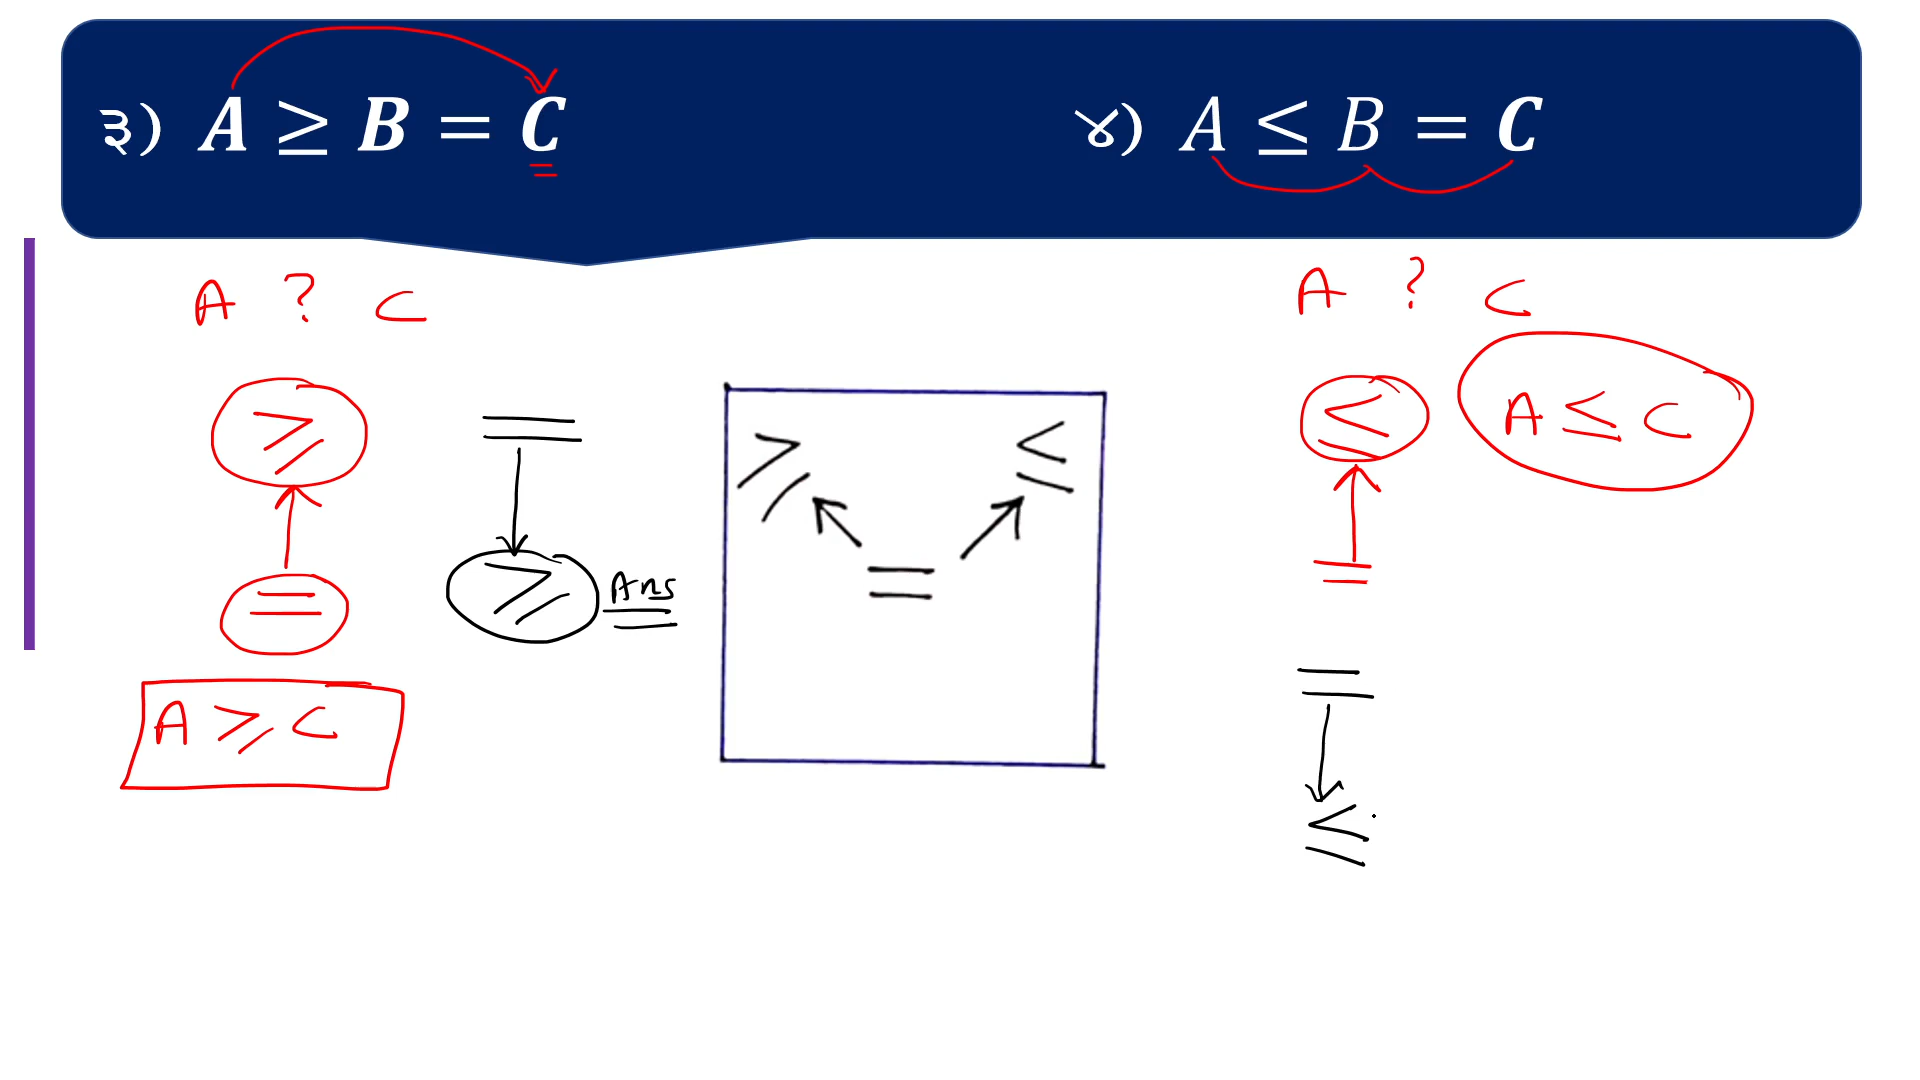 ३) A ≥ B = C
४) A ≤ B = C
A ? C
A ? C
≥
=
≥
≤
≤
A ≤ C
=
≥ Ans
=
=
=
A ≥ C
=
≤